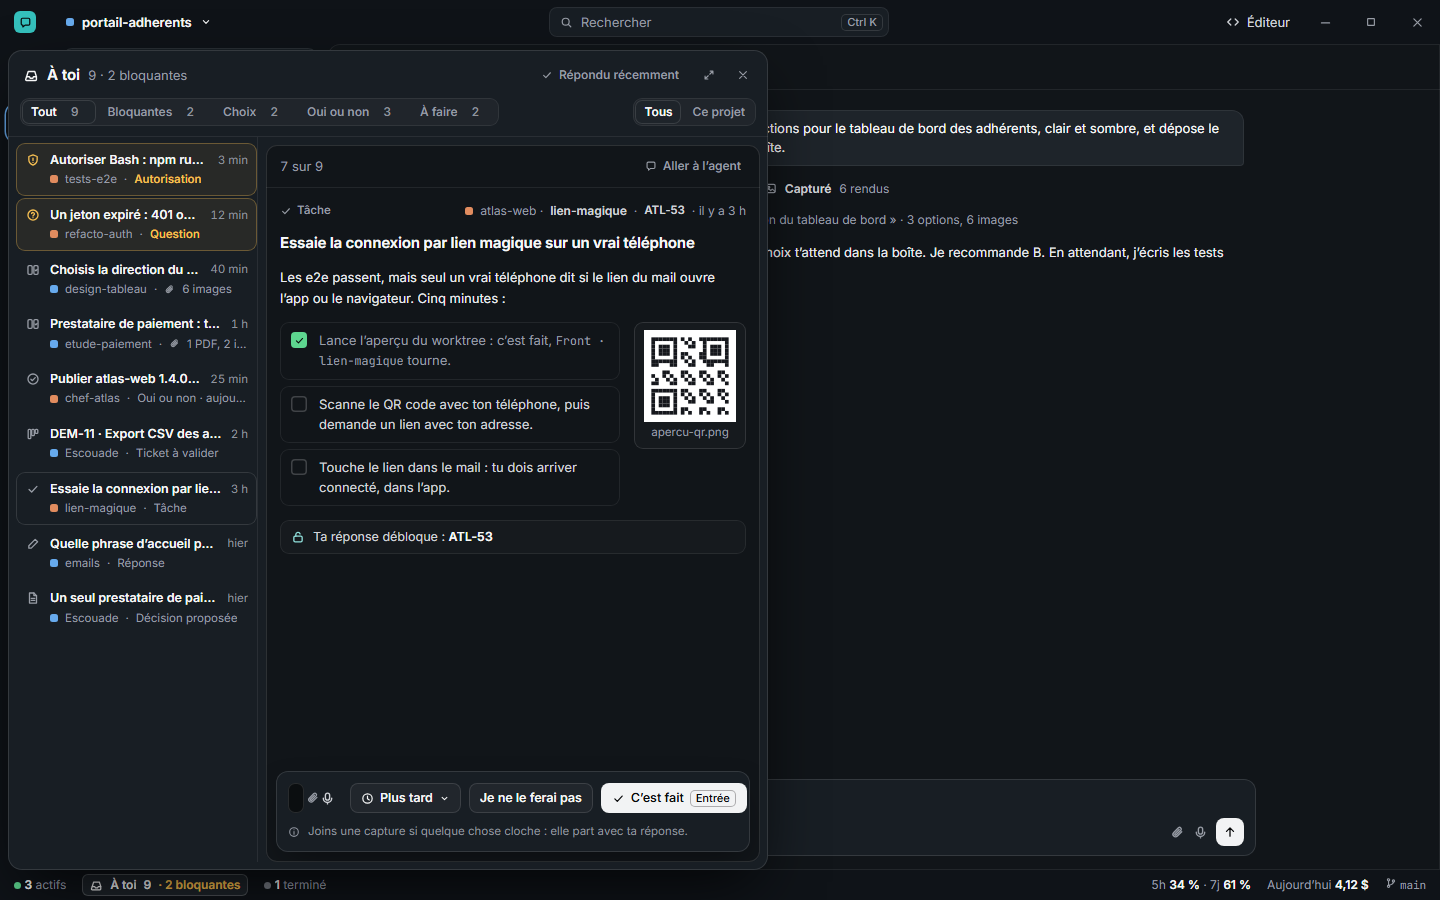 portail-adherents
Rechercher
Ctrl K
Éditeur
À toi 9 · 2 bloquantes
Répondu récemment
Tout 9
Bloquantes 2
Choix 2
Oui ou non 3
À faire 2
Tous
Ce projet
Autoriser Bash : npm ru... 3 min
tests-e2e · Autorisation
Un jeton expiré : 401 o... 12 min
refacto-auth · Question
Choisis la direction du ... 40 min
design-tableau · 6 images
Prestataire de paiement : t... 1 h
etude-paiement · 1 PDF, 2 i...
Publier atlas-web 1.4.0... 25 min
chef-atlas · Oui ou non · aujou...
DEM-11 · Export CSV des a... 2 h
Escouade · Ticket à valider
Essaie la connexion par lie... 3 h
lien-magique · Tâche
Quelle phrase d’accueil p... hier
emails · Réponse
Un seul prestataire de pai... hier
Escouade · Décision proposée
7 sur 9
Aller à l’agent
Tâche
atlas-web · lien-magique · ATL-53 · il y a 3 h
Essaie la connexion par lien magique sur un vrai téléphone
Les e2e passent, mais seul un vrai téléphone dit si le lien du mail ouvre
l’app ou le navigateur. Cinq minutes :
Lance l’aperçu du worktree : c’est fait, Front ·
lien-magique tourne.
Scanne le QR code avec ton téléphone, puis
demande un lien avec ton adresse.
Touche le lien dans le mail : tu dois arriver
connecté, dans l’app.
apercu-qr.png
Ta réponse débloque : ATL-53
Plus tard
Je ne le ferai pas
C’est fait Entrée
Joins une capture si quelque chose cloche : elle part avec ta réponse.
ctions pour le tableau de bord des adhérents, clair et sombre, et dépose le
îte.
Capturé 6 rendus
n du tableau de bord » · 3 options, 6 images
hoix t’attend dans la boîte. Je recommande B. En attendant, j’écris les tests
3 actifs
À toi 9 · 2 bloquantes
1 terminé
5h 34 % · 7j 61 %
Aujourd’hui 4,12 $
main